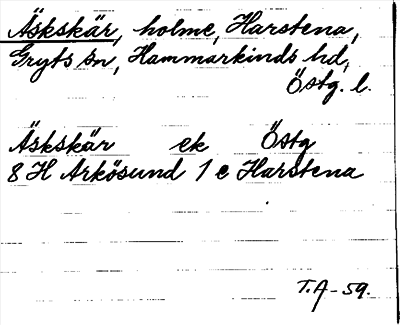 Äskskär, holme, Harstena,
Gryts sn, Hammarkinds hd,
Östg. l.
Äskskär ek Östg
8 H Arkösund 1 e Harstena
T.A - 59.